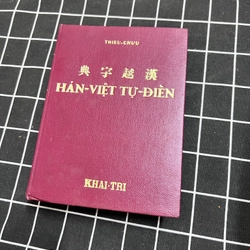 THIỀU-CHỬU
典字越漢
HÁN-VIỆT TỰ-ĐIỂN
KHAI-TRÍ